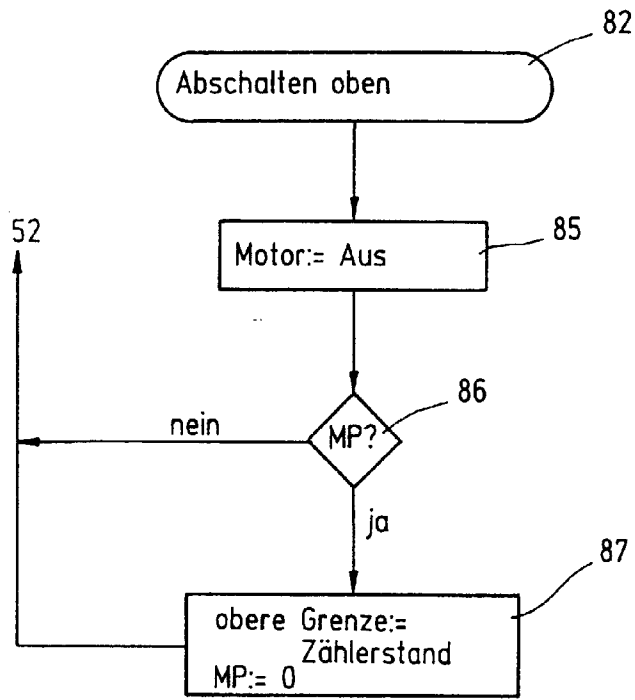 82
Abschalten oben
52
85
Motor:= Aus
86
nein
MP?
ja
87
obere Grenze:=
Zählerstand
MP:= 0